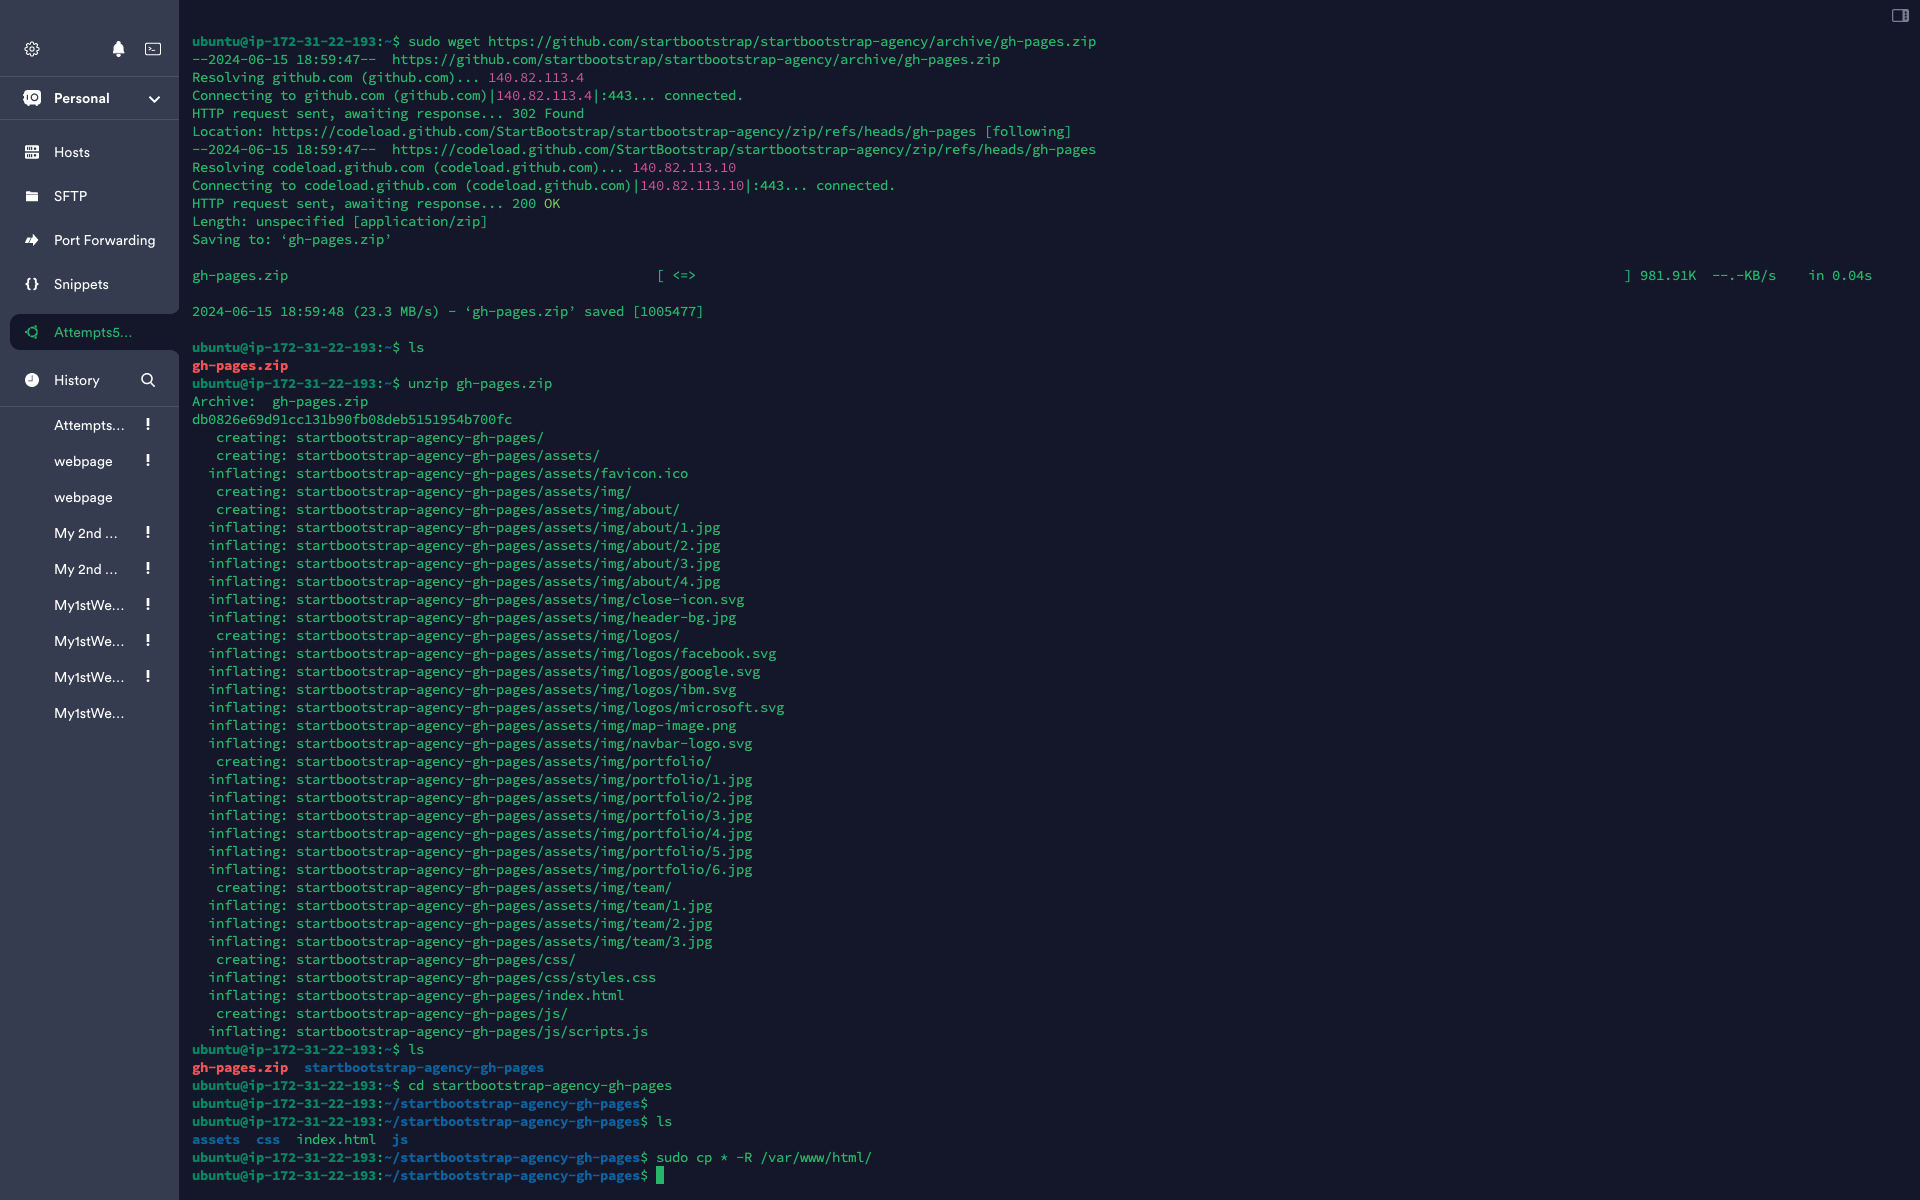 Personal
Hosts
SFTP
Port Forwarding
Snippets
Attempts5...
History
Attempts... !
webpage !
webpage
My 2nd ... !
My 2nd ... !
My1stWe... !
My1stWe... !
My1stWe... !
My1stWe...
ubuntu@ip-172-31-22-193:~$ sudo wget https://github.com/startbootstrap/startbootstrap-agency/archive/gh-pages.zip
--2024-06-15 18:59:47--  https://github.com/startbootstrap/startbootstrap-agency/archive/gh-pages.zip
Resolving github.com (github.com)... 140.82.113.4
Connecting to github.com (github.com)|140.82.113.4|:443... connected.
HTTP request sent, awaiting response... 302 Found
Location: https://codeload.github.com/StartBootstrap/startbootstrap-agency/zip/refs/heads/gh-pages [following]
--2024-06-15 18:59:47--  https://codeload.github.com/StartBootstrap/startbootstrap-agency/zip/refs/heads/gh-pages
Resolving codeload.github.com (codeload.github.com)... 140.82.113.10
Connecting to codeload.github.com (codeload.github.com)|140.82.113.10|:443... connected.
HTTP request sent, awaiting response... 200 OK
Length: unspecified [application/zip]
Saving to: ‘gh-pages.zip’
gh-pages.zip [ <=> ] 981.91K  --.-KB/s    in 0.04s
2024-06-15 18:59:48 (23.3 MB/s) - ‘gh-pages.zip’ saved [1005477]
ubuntu@ip-172-31-22-193:~$ ls
gh-pages.zip
ubuntu@ip-172-31-22-193:~$ unzip gh-pages.zip
Archive:  gh-pages.zip
db0826e69d91cc131b90fb08deb5151954b700fc
   creating: startbootstrap-agency-gh-pages/
   creating: startbootstrap-agency-gh-pages/assets/
  inflating: startbootstrap-agency-gh-pages/assets/favicon.ico
   creating: startbootstrap-agency-gh-pages/assets/img/
   creating: startbootstrap-agency-gh-pages/assets/img/about/
  inflating: startbootstrap-agency-gh-pages/assets/img/about/1.jpg
  inflating: startbootstrap-agency-gh-pages/assets/img/about/2.jpg
  inflating: startbootstrap-agency-gh-pages/assets/img/about/3.jpg
  inflating: startbootstrap-agency-gh-pages/assets/img/about/4.jpg
  inflating: startbootstrap-agency-gh-pages/assets/img/close-icon.svg
  inflating: startbootstrap-agency-gh-pages/assets/img/header-bg.jpg
   creating: startbootstrap-agency-gh-pages/assets/img/logos/
  inflating: startbootstrap-agency-gh-pages/assets/img/logos/facebook.svg
  inflating: startbootstrap-agency-gh-pages/assets/img/logos/google.svg
  inflating: startbootstrap-agency-gh-pages/assets/img/logos/ibm.svg
  inflating: startbootstrap-agency-gh-pages/assets/img/logos/microsoft.svg
  inflating: startbootstrap-agency-gh-pages/assets/img/map-image.png
  inflating: startbootstrap-agency-gh-pages/assets/img/navbar-logo.svg
   creating: startbootstrap-agency-gh-pages/assets/img/portfolio/
  inflating: startbootstrap-agency-gh-pages/assets/img/portfolio/1.jpg
  inflating: startbootstrap-agency-gh-pages/assets/img/portfolio/2.jpg
  inflating: startbootstrap-agency-gh-pages/assets/img/portfolio/3.jpg
  inflating: startbootstrap-agency-gh-pages/assets/img/portfolio/4.jpg
  inflating: startbootstrap-agency-gh-pages/assets/img/portfolio/5.jpg
  inflating: startbootstrap-agency-gh-pages/assets/img/portfolio/6.jpg
   creating: startbootstrap-agency-gh-pages/assets/img/team/
  inflating: startbootstrap-agency-gh-pages/assets/img/team/1.jpg
  inflating: startbootstrap-agency-gh-pages/assets/img/team/2.jpg
  inflating: startbootstrap-agency-gh-pages/assets/img/team/3.jpg
   creating: startbootstrap-agency-gh-pages/css/
  inflating: startbootstrap-agency-gh-pages/css/styles.css
  inflating: startbootstrap-agency-gh-pages/index.html
   creating: startbootstrap-agency-gh-pages/js/
  inflating: startbootstrap-agency-gh-pages/js/scripts.js
ubuntu@ip-172-31-22-193:~$ ls
gh-pages.zip  startbootstrap-agency-gh-pages
ubuntu@ip-172-31-22-193:~$ cd startbootstrap-agency-gh-pages
ubuntu@ip-172-31-22-193:~/startbootstrap-agency-gh-pages$
ubuntu@ip-172-31-22-193:~/startbootstrap-agency-gh-pages$ ls
assets  css  index.html  js
ubuntu@ip-172-31-22-193:~/startbootstrap-agency-gh-pages$ sudo cp * -R /var/www/html/
ubuntu@ip-172-31-22-193:~/startbootstrap-agency-gh-pages$